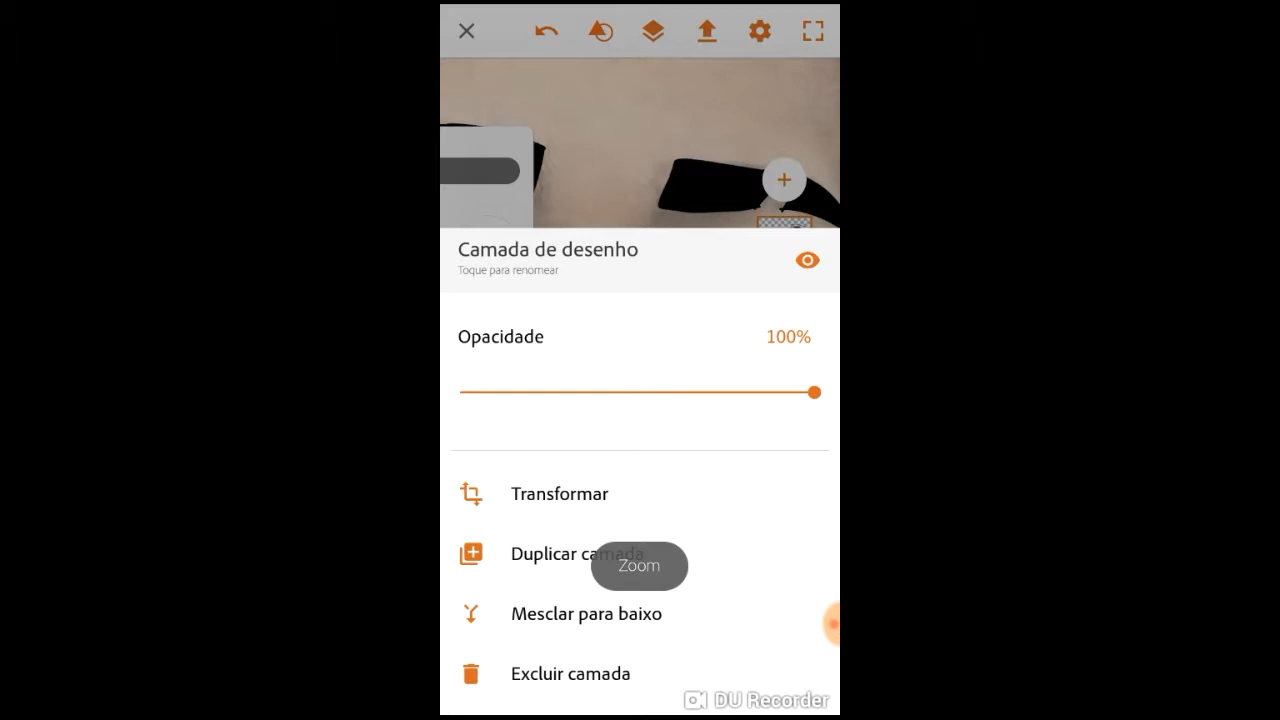 Camada de desenho
Toque para renomear
Opacidade 100%
Transformar
Duplicar camada
Zoom
Mesclar para baixo
Excluir camada
DU Recorder